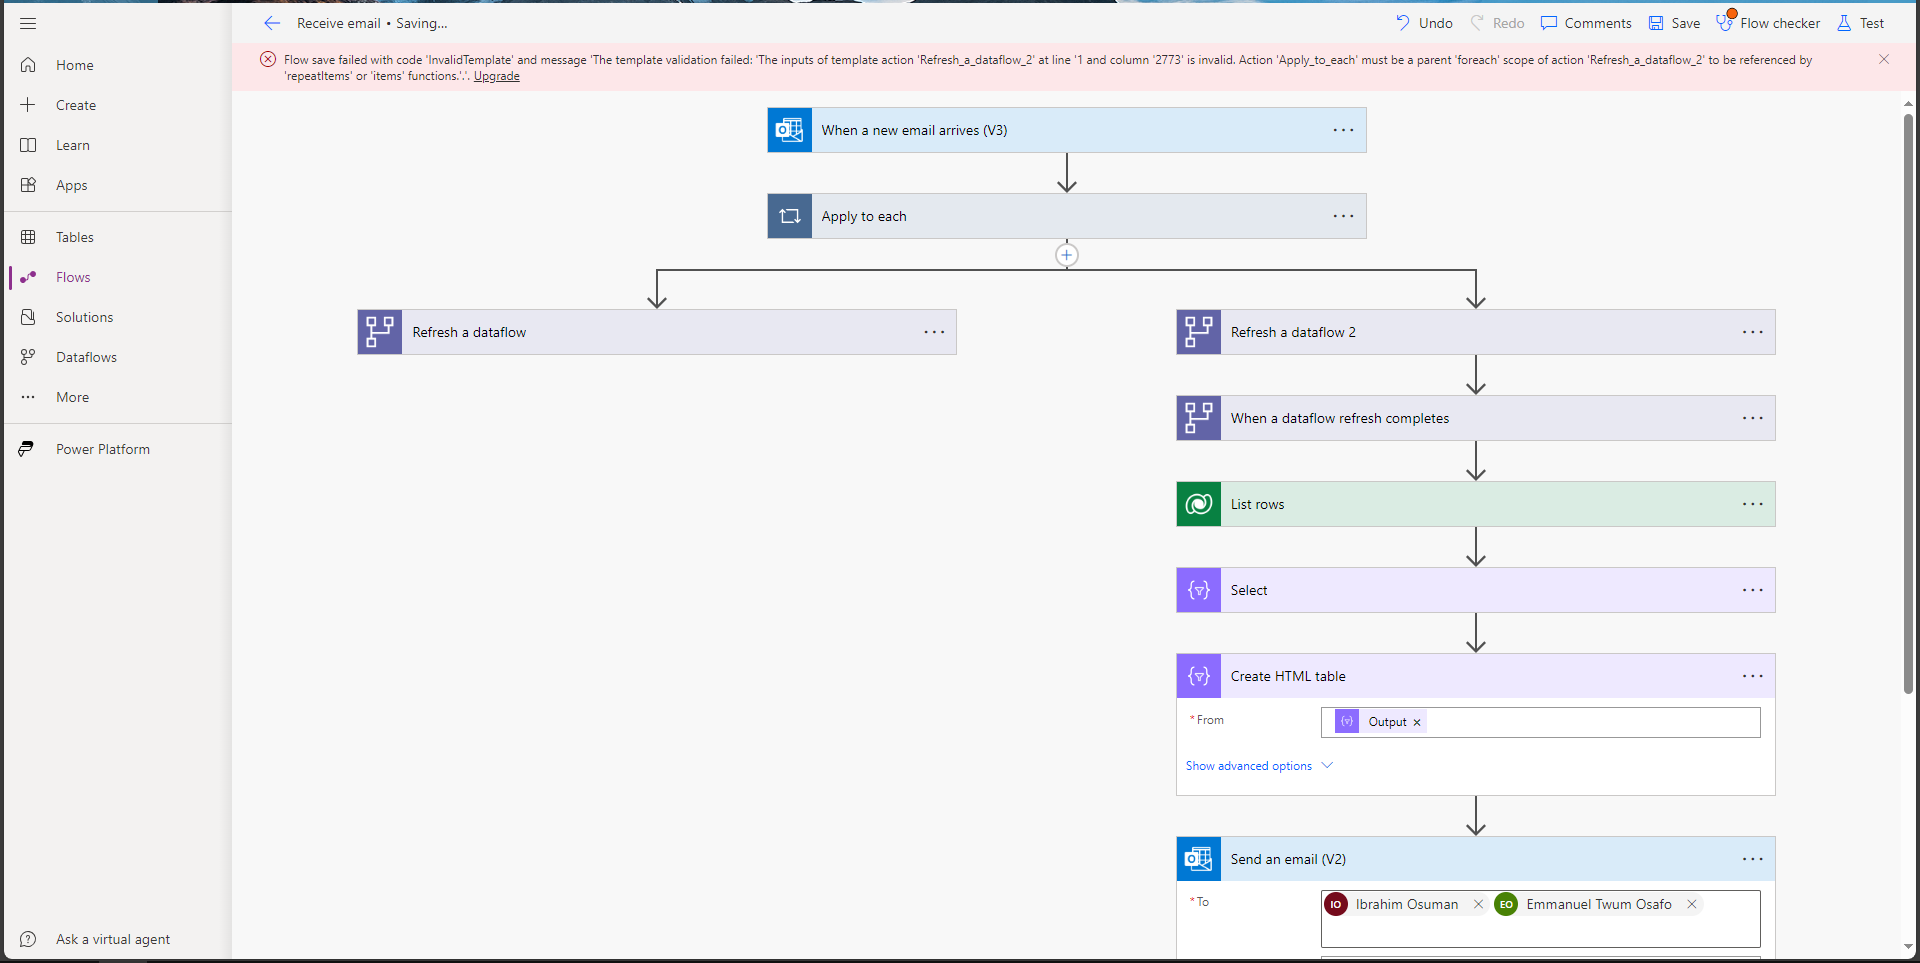 Receive email • Saving...
Undo
Redo
Comments
Save
Flow checker
Test
Flow save failed with code 'InvalidTemplate' and message 'The template validation failed: 'The inputs of template action 'Refresh_a_dataflow_2' at line '1 and column '2773' is invalid. Action 'Apply_to_each' must be a parent 'foreach' scope of action 'Refresh_a_dataflow_2' to be referenced by
'repeatItems' or 'items' functions.'.'. Upgrade
Home
Create
Learn
Apps
Tables
Flows
Solutions
Dataflows
More
Power Platform
Ask a virtual agent
When a new email arrives (V3)
Apply to each
Refresh a dataflow
Refresh a dataflow 2
When a dataflow refresh completes
List rows
Select
Create HTML table
* From
Output
Show advanced options
Send an email (V2)
* To
IO Ibrahim Osuman
EO Emmanuel Twum Osafo